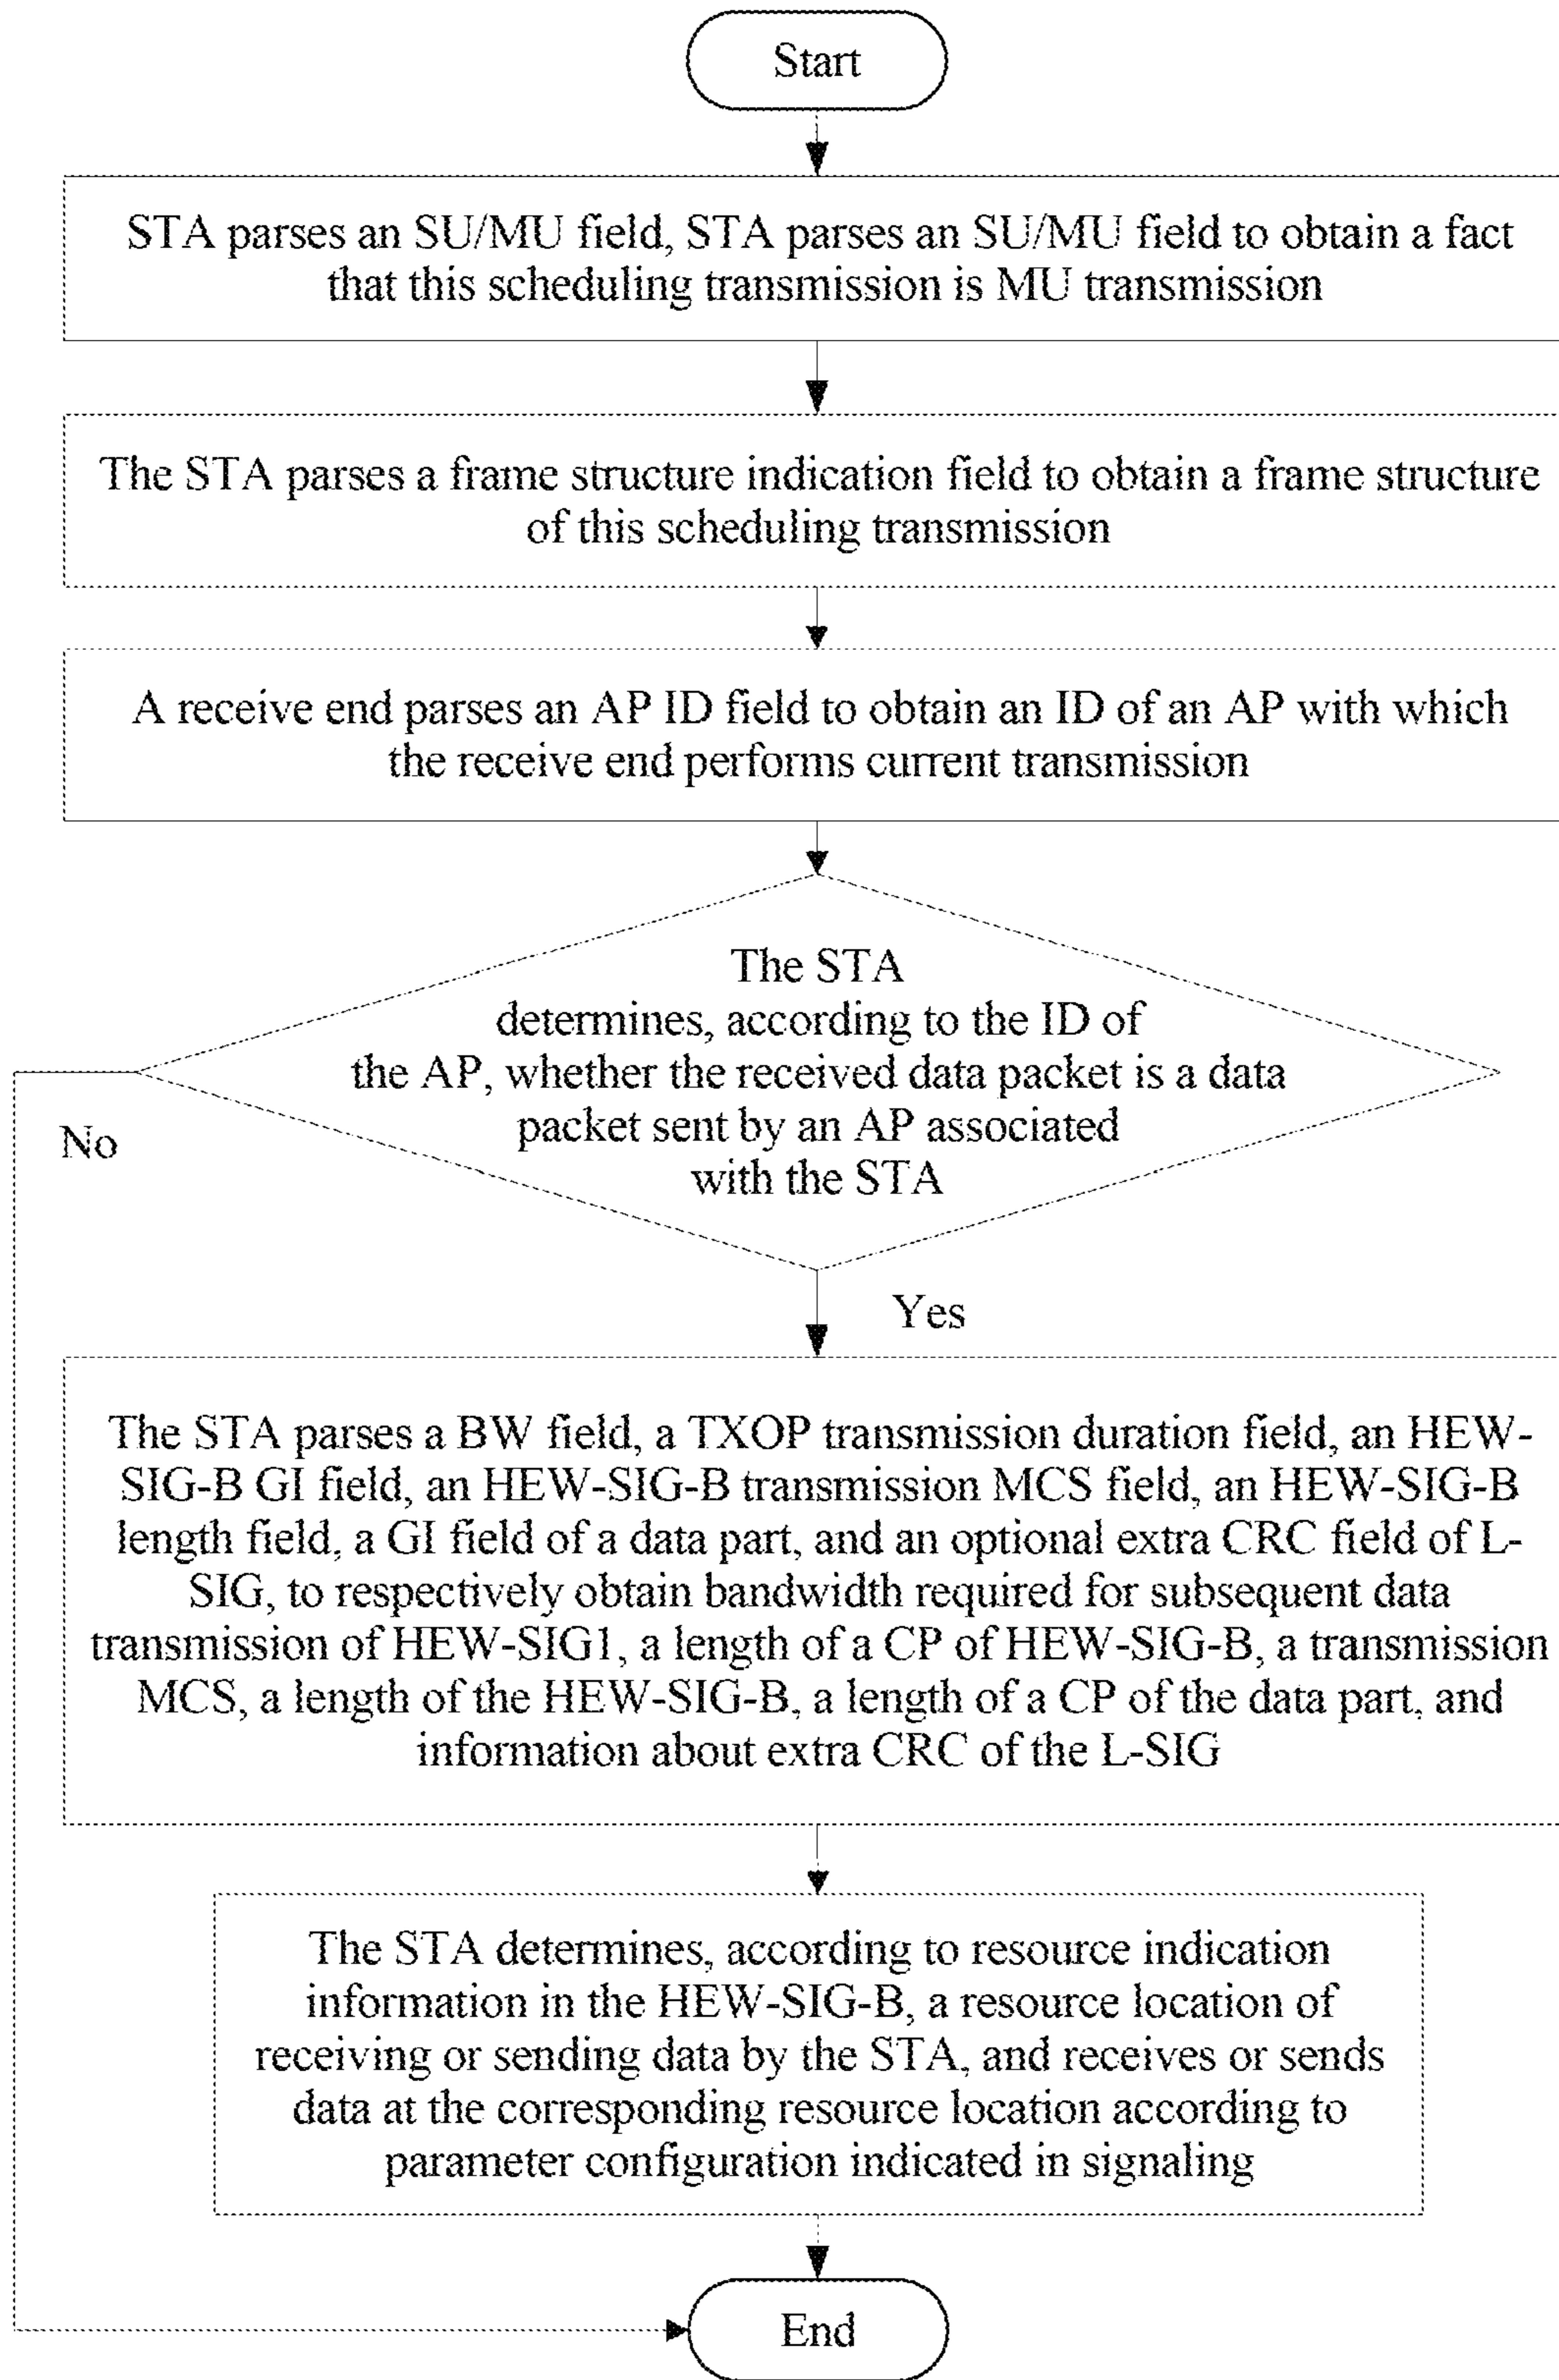 Start
STA parses an SU/MU field, STA parses an SU/MU field to obtain a fact
that this scheduling transmission is MU transmission
The STA parses a frame structure indication field to obtain a frame structure
of this scheduling transmission
A receive end parses an AP ID field to obtain an ID of an AP with which
the receive end performs current transmission
The STA
determines, according to the ID of
the AP, whether the received data packet is a data
packet sent by an AP associated
with the STA
No
Yes
The STA parses a BW field, a TXOP transmission duration field, an HEW-
SIG-B GI field, an HEW-SIG-B transmission MCS field, an HEW-SIG-B
length field, a GI field of a data part, and an optional extra CRC field of L-
SIG, to respectively obtain bandwidth required for subsequent data
transmission of HEW-SIG1, a length of a CP of HEW-SIG-B, a transmission
MCS, a length of the HEW-SIG-B, a length of a CP of the data part, and
information about extra CRC of the L-SIG
The STA determines, according to resource indication
information in the HEW-SIG-B, a resource location of
receiving or sending data by the STA, and receives or sends
data at the corresponding resource location according to
parameter configuration indicated in signaling
End